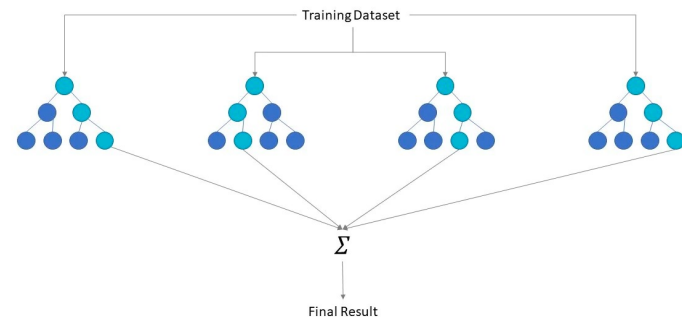 Training Dataset
Σ
Final Result